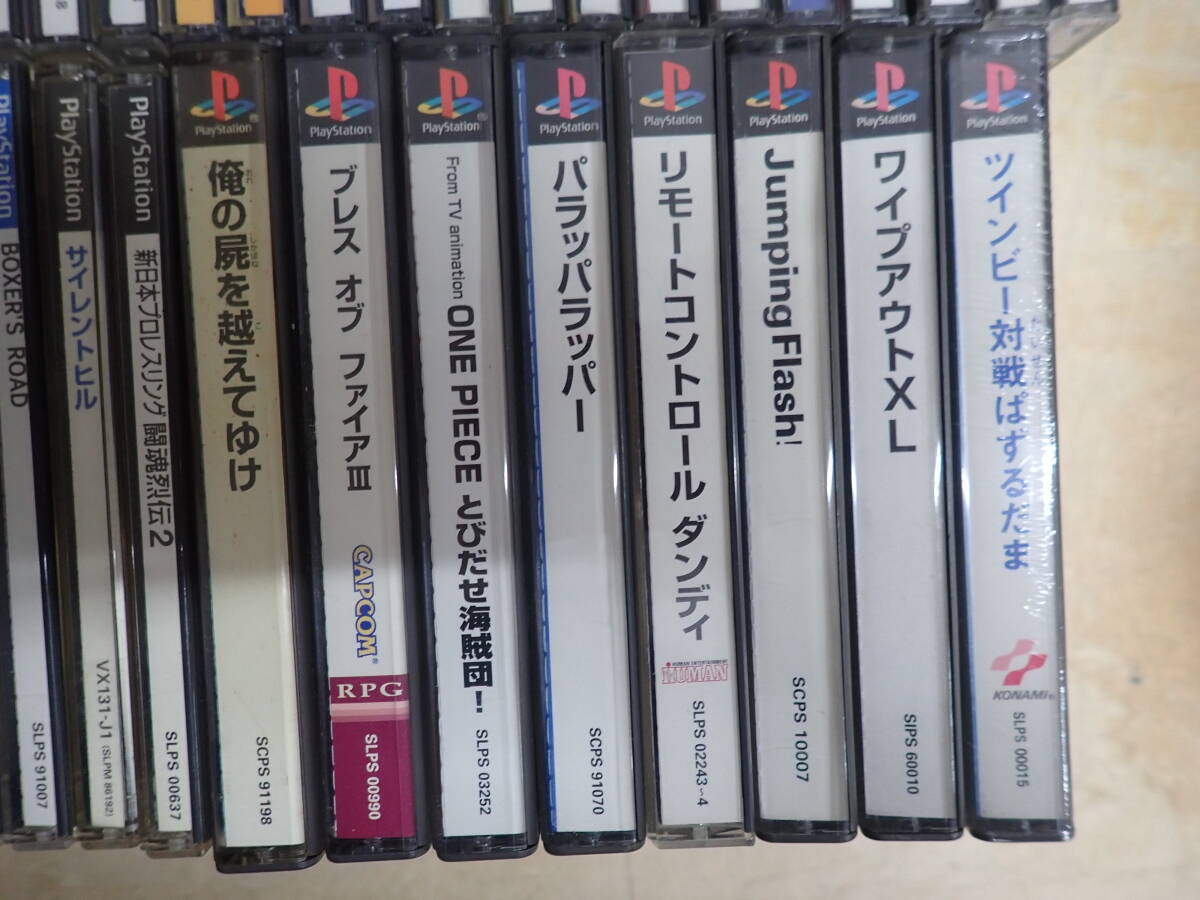 PlayStation
BOXER'S ROAD
SLPS 91007
PlayStation
サイレントヒル
VX131-J1 (SLPM 86192)
PlayStation
新日本プロレスリング 闘魂烈伝2
SLPS 00637
PlayStation
俺の屍を越えてゆけ
SCPS 91198
PlayStation
ブレス オブ ファイア III
CAPCOM
RPG
SLPS 00990
PlayStation
From TV animation ONE PIECE とびだせ海賊団!
SLPS 03252
PlayStation
パラッパラッパー
SCPS 91070
PlayStation
リモートコントロール ダンディ
HUMAN ENTERTAINMENT
HUMAN
SLPS 02243~4
PlayStation
Jumping Flash!
SCPS 10007
PlayStation
ワイプアウトXL
SIPS 60010
PlayStation
ツインビー対戦ぱずるだま
KONAMI
SLPS 00015